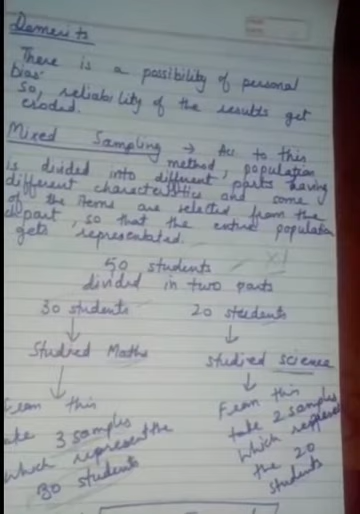 Demerits
There is a possibility of personal
bias.
So, reliability of the results get
eroded.
Mixed Sampling → Acc to this
method, population
is divided into different parts having
different characteristics and some
of the items are selected from the
depart, so that the entire population
gets represented.
50 students
divided in two parts
30 students 20 students
Studied Maths studied science
From this
take 3 samples
which represent the
30 students
From this
take 2 samples
which represent
the 20
students